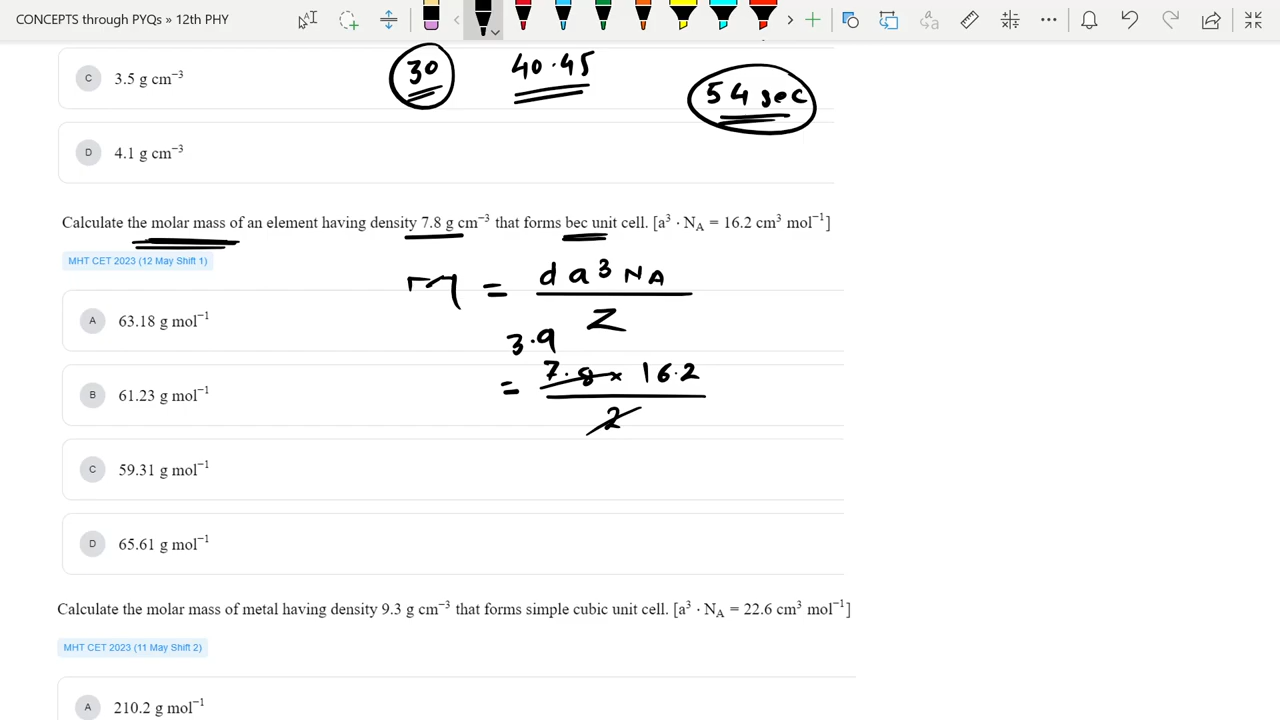 CONCEPTS through PYQs » 12th PHY
C 3.5 g cm⁻³
30 40.45 54 sec
D 4.1 g cm⁻³
Calculate the molar mass of an element having density 7.8 g cm⁻³ that forms bec unit cell. [a³ · N_A = 16.2 cm³ mol⁻¹]
MHT CET 2023 (12 May Shift 1)
M = d a³ N_A / Z
A 63.18 g mol⁻¹
3.9
= 7.8 × 16.2 / 2
B 61.23 g mol⁻¹
C 59.31 g mol⁻¹
D 65.61 g mol⁻¹
Calculate the molar mass of metal having density 9.3 g cm⁻³ that forms simple cubic unit cell. [a³ · N_A = 22.6 cm³ mol⁻¹]
MHT CET 2023 (11 May Shift 2)
A 210.2 g mol⁻¹